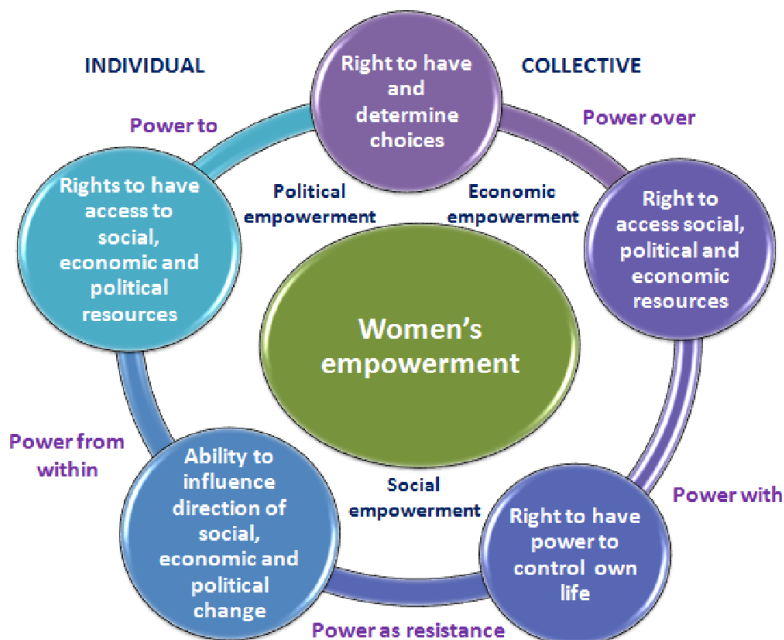 INDIVIDUAL
Right to have
and
determine
choices
COLLECTIVE
Power to
Power over
Rights to have
access to
social,
economic and
political
resources
Political
empowerment
Economic
empowerment
Right to
access social,
political and
economic
resources
Women's
empowerment
Power from
within
Ability to
influence
direction of
social,
economic and
political
change
Social
empowerment
Right to have
power to
control own
life
Power with
Power as resistance